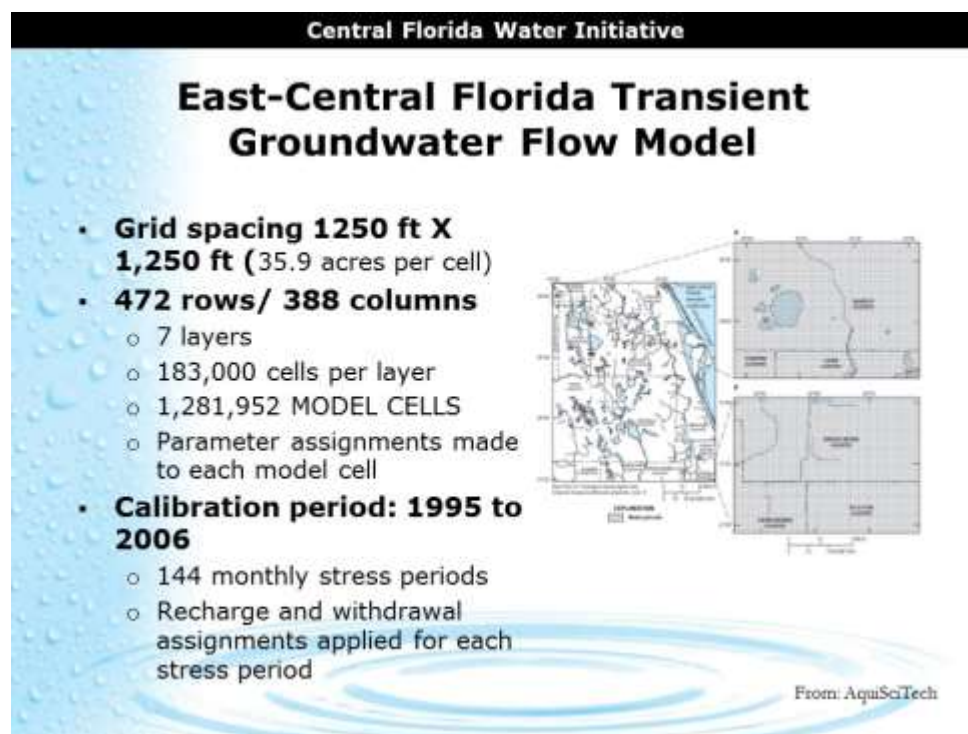 Central Florida Water Initiative
East-Central Florida Transient
Groundwater Flow Model
▪ Grid spacing 1250 ft X
1,250 ft (35.9 acres per cell)
▪ 472 rows/ 388 columns
o 7 layers
o 183,000 cells per layer
o 1,281,952 MODEL CELLS
o Parameter assignments made
to each model cell
▪ Calibration period: 1995 to
2006
o 144 monthly stress periods
o Recharge and withdrawal
assignments applied for each
stress period
EXPLANATION
From: AquiSciTech